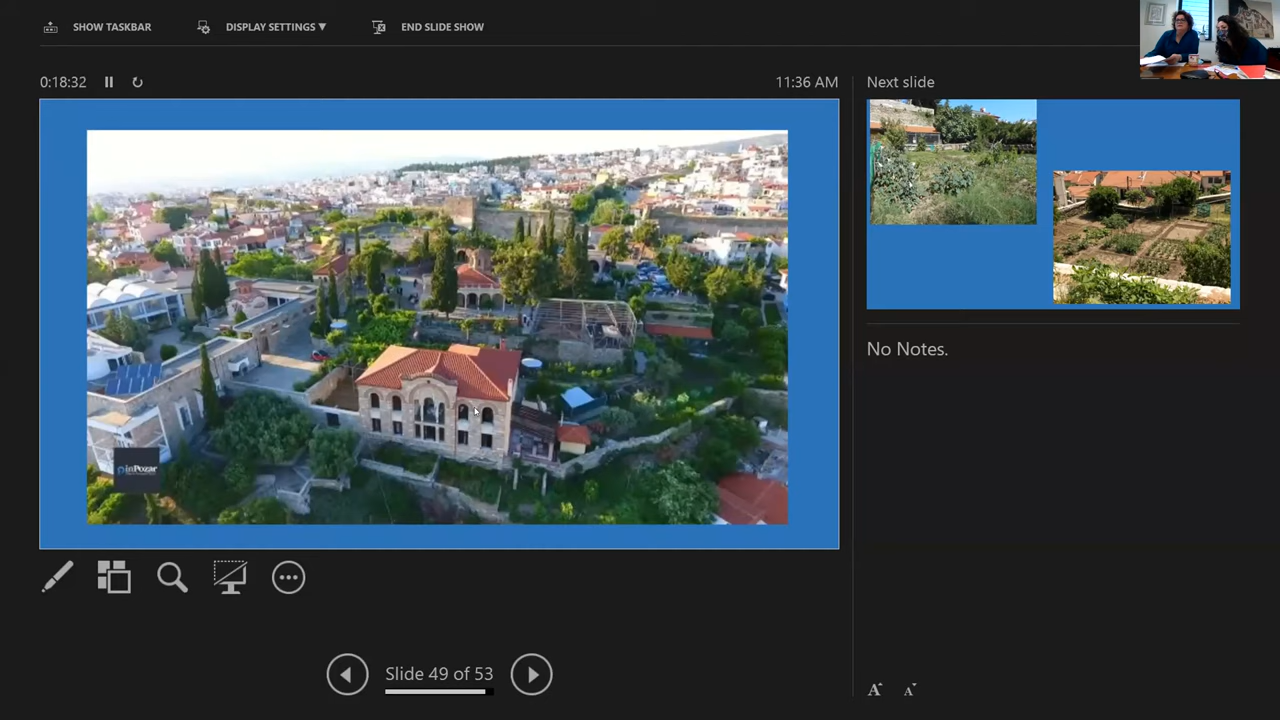 SHOW TASKBAR
DISPLAY SETTINGS ▼
END SLIDE SHOW
0:18:32
11:36 AM
Next slide
No Notes.
inPozar
Slide 49 of 53
A A